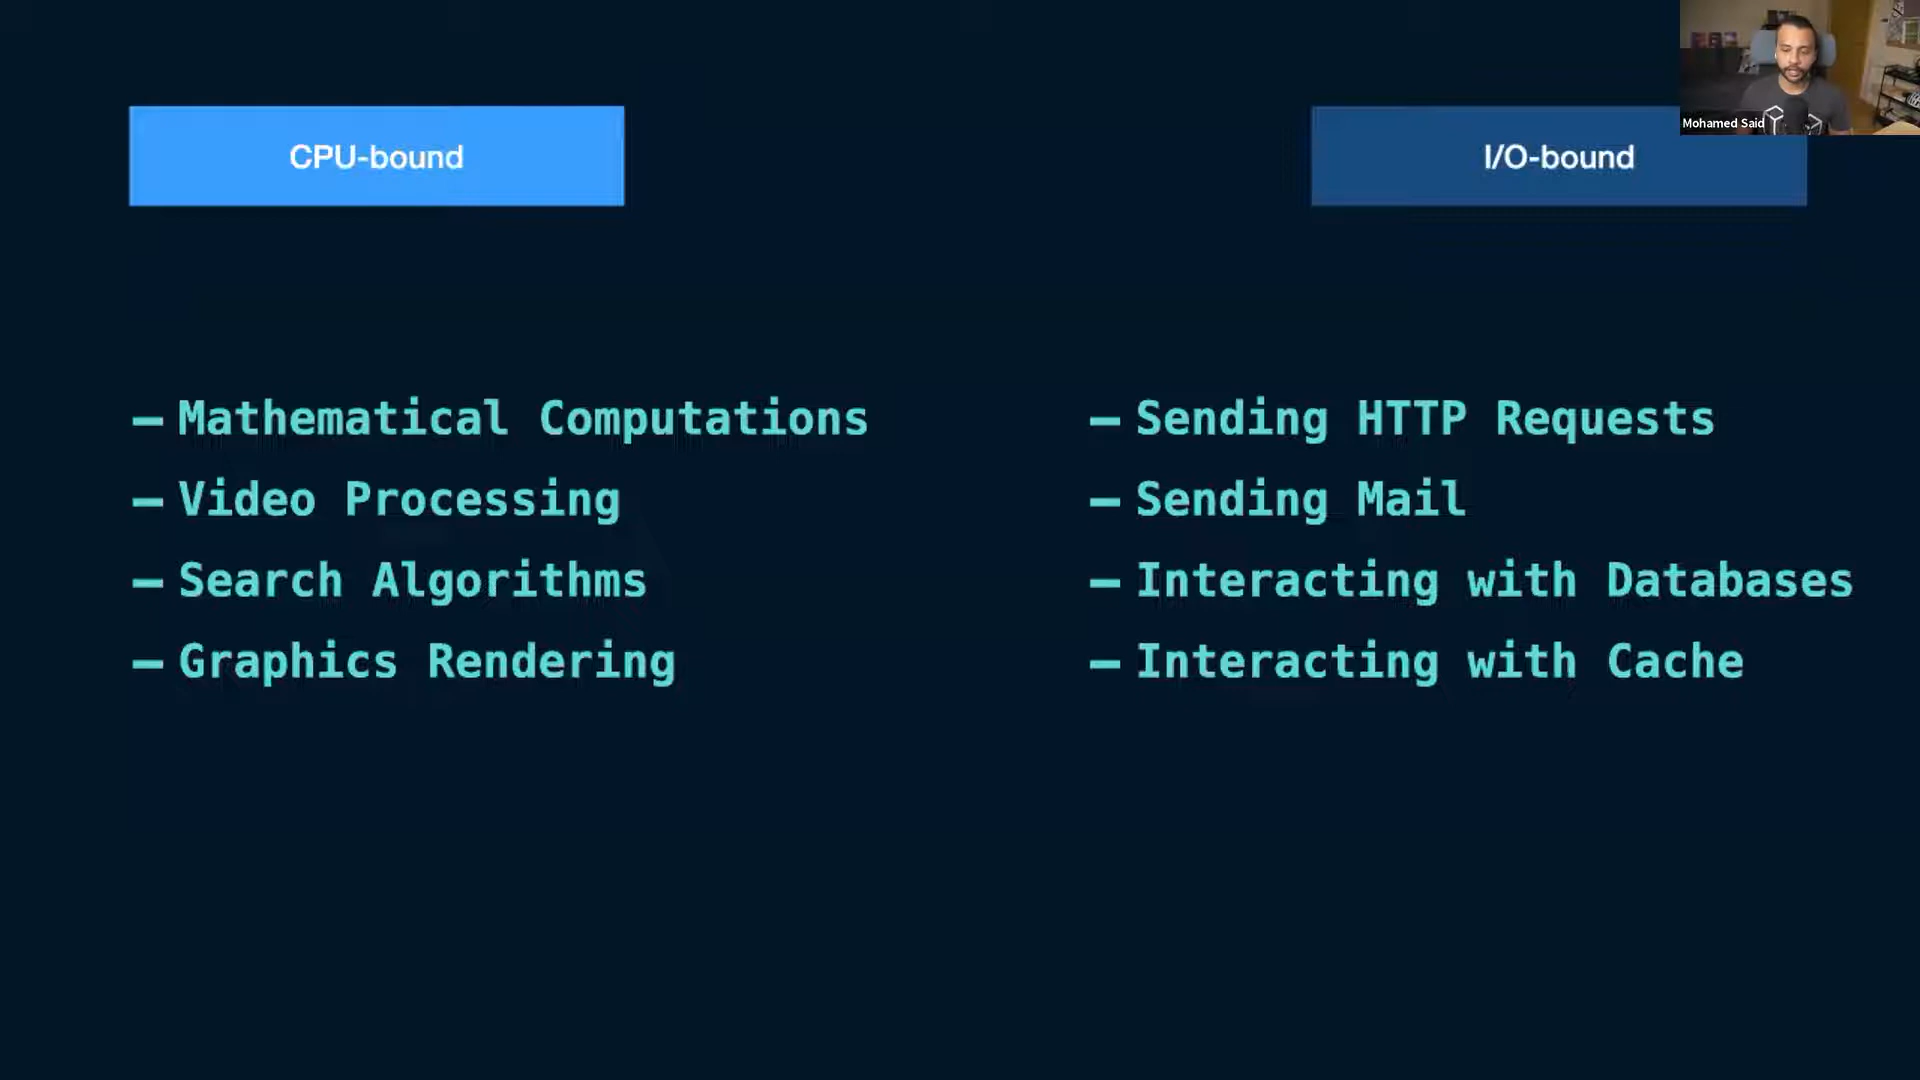 Mohamed Said
CPU-bound
I/O-bound
– Mathematical Computations
– Video Processing
– Search Algorithms
– Graphics Rendering
– Sending HTTP Requests
– Sending Mail
– Interacting with Databases
– Interacting with Cache